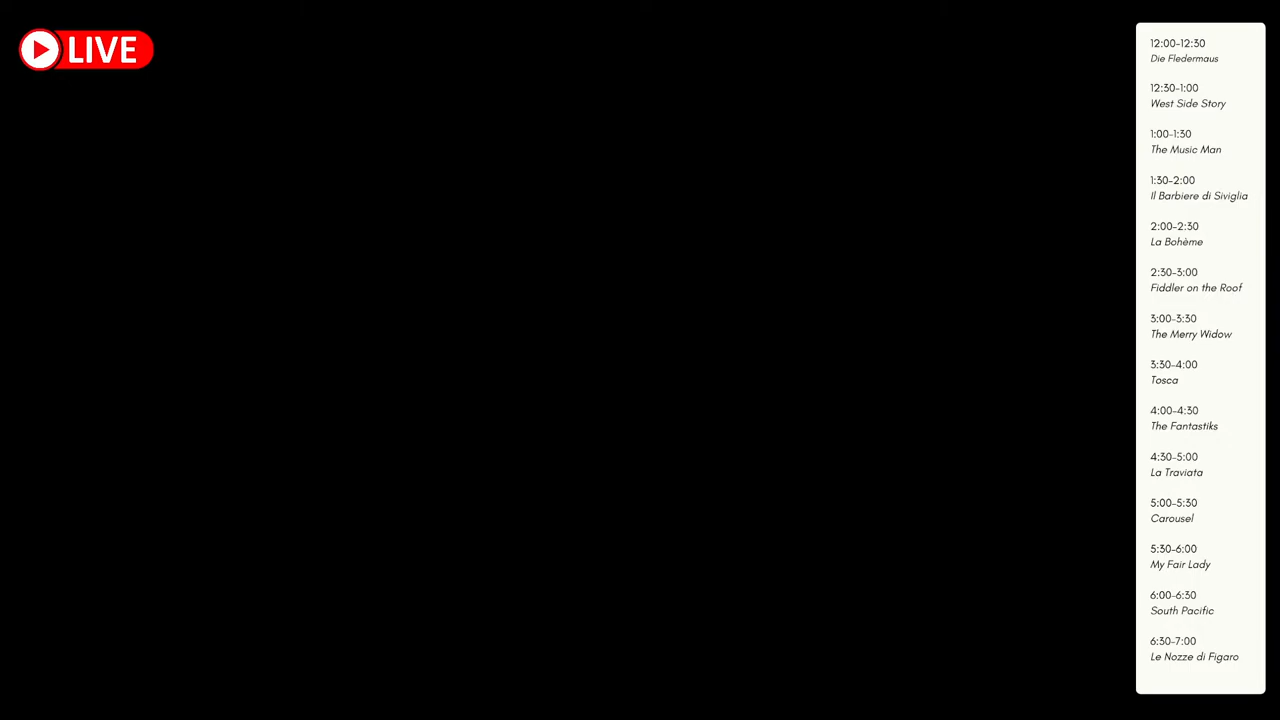 LIVE
12:00-12:30
Die Fledermaus
12:30-1:00
West Side Story
1:00-1:30
The Music Man
1:30-2:00
Il Barbiere di Siviglia
2:00-2:30
La Bohème
2:30-3:00
Fiddler on the Roof
3:00-3:30
The Merry Widow
3:30-4:00
Tosca
4:00-4:30
The Fantastiks
4:30-5:00
La Traviata
5:00-5:30
Carousel
5:30-6:00
My Fair Lady
6:00-6:30
South Pacific
6:30-7:00
Le Nozze di Figaro